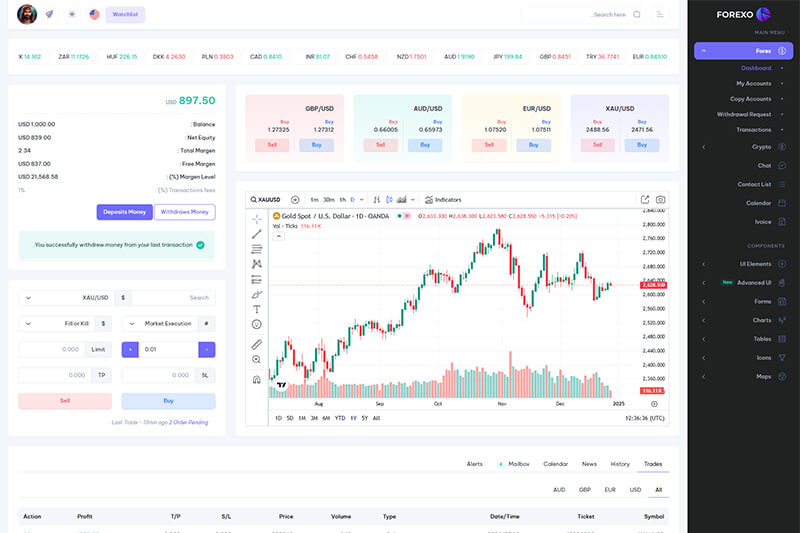 Watchlist
Search here...
FOREXO
MAIN MENU
Forex
Dashboard
My Accounts
Copy Accounts
Withdrawal Request
Transactions
Crypto
Chat
Contact List
Calendar
Ivoice
COMPONENTS
UI Elements
New Advanced UI
Forms
Charts
Tables
Icons
Maps
X 14.102 ZAR 11.1726 HUF 226.15 DKK 4.2630 PLN 0.3803 CAD 0.8410 INR 81.07 CHF 0.5458 NZD 1.7501 AUD 1.9190 JPY 199.84 GBP 0.8451 TRY 36.7741 EUR 0.84510
USD 897.50
USD 1,000.00 : Balance
USD 839.00 : Net Equity
2.34 : Total Margen
USD 837.00 : Free Margen
USD 21,568.58 : (%) Margen Level
1% (%) Transactions fees
Deposits Money Withdraws Money
You successfully withdrew money from your last transaction
GBP/USD
Buy Buy
1.27325 1.27312
Sell Buy
AUD/USD
Buy Buy
0.66005 0.65973
Sell Buy
EUR/USD
Buy Buy
1.07520 1.07511
Sell Buy
XAU/USD
Buy Buy
2488.56 2471.56
Sell Buy
XAUUSD 1m 30m 1h D Indicators
Gold Spot / U.S. Dollar · 1D · OANDA O2,633.300 H2,638.300 L2,623.580 C2,628.550 -5.315 (-0.20%)
Vol · Ticks 116.11K
2,840.000
2,800.000
2,760.000
2,720.000
2,680.000
2,640.000
2,628.550
2,600.000
2,560.000
2,520.000
2,480.000
2,440.000
2,400.000
2,360.000
116.11K
Aug Sep Oct Nov Dec 2025
1D 5D 1M 3M 6M YTD 1Y 5Y All 12:36:36 (UTC)
XAU/USD $ Search
Fill or Kill $ Market Execution #
0.000 Limit + 0.01 -
0.000 TP 0.000 SL
Sell Buy
Last Trade - 13min ago 2 Order Pending
Alerts 4 Mailbox Calendar News History Trades
AUD GBP EUR USD All
Action Profit T/P S/L Price Volume Type Date/Time Ticket Symbol